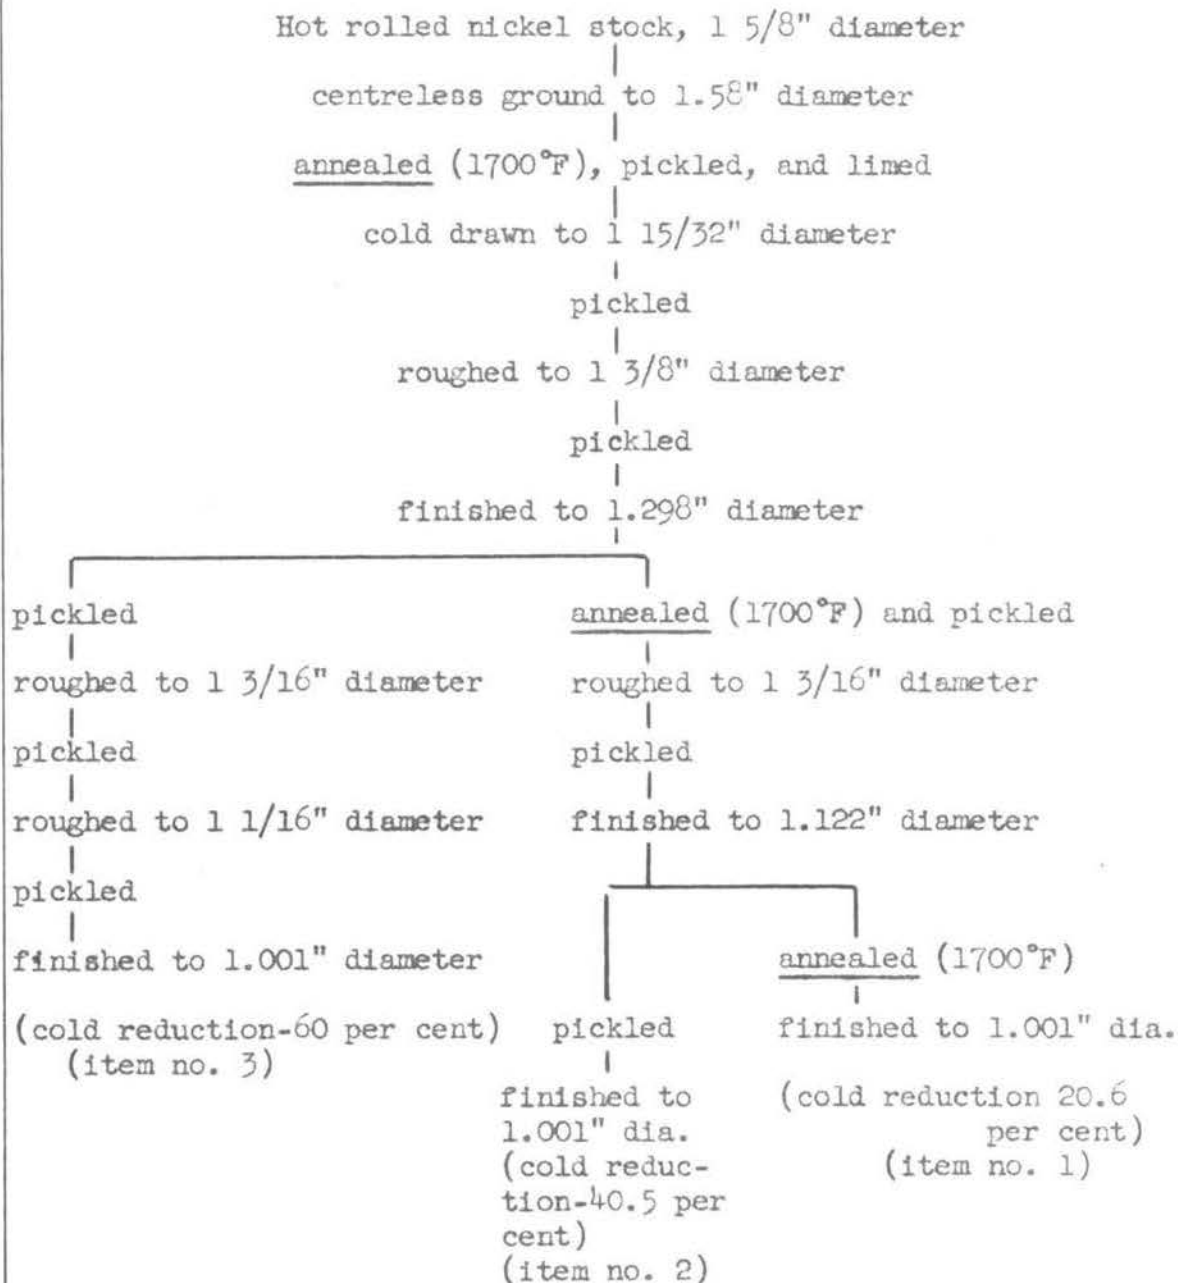 Hot rolled nickel stock, 1 5/8" diameter
centreless ground to 1.58" diameter
annealed (1700°F), pickled, and limed
cold drawn to 1 15/32" diameter
pickled
roughed to 1 3/8" diameter
pickled
finished to 1.298" diameter
pickled
roughed to 1 3/16" diameter
pickled
roughed to 1 1/16" diameter
pickled
finished to 1.001" diameter
(cold reduction-60 per cent)
(item no. 3)
annealed (1700°F) and pickled
roughed to 1 3/16" diameter
pickled
finished to 1.122" diameter
pickled
finished to
1.001" dia.
(cold reduc-
tion-40.5 per
cent)
(item no. 2)
annealed (1700°F)
finished to 1.001" dia.
(cold reduction 20.6
per cent)
(item no. 1)